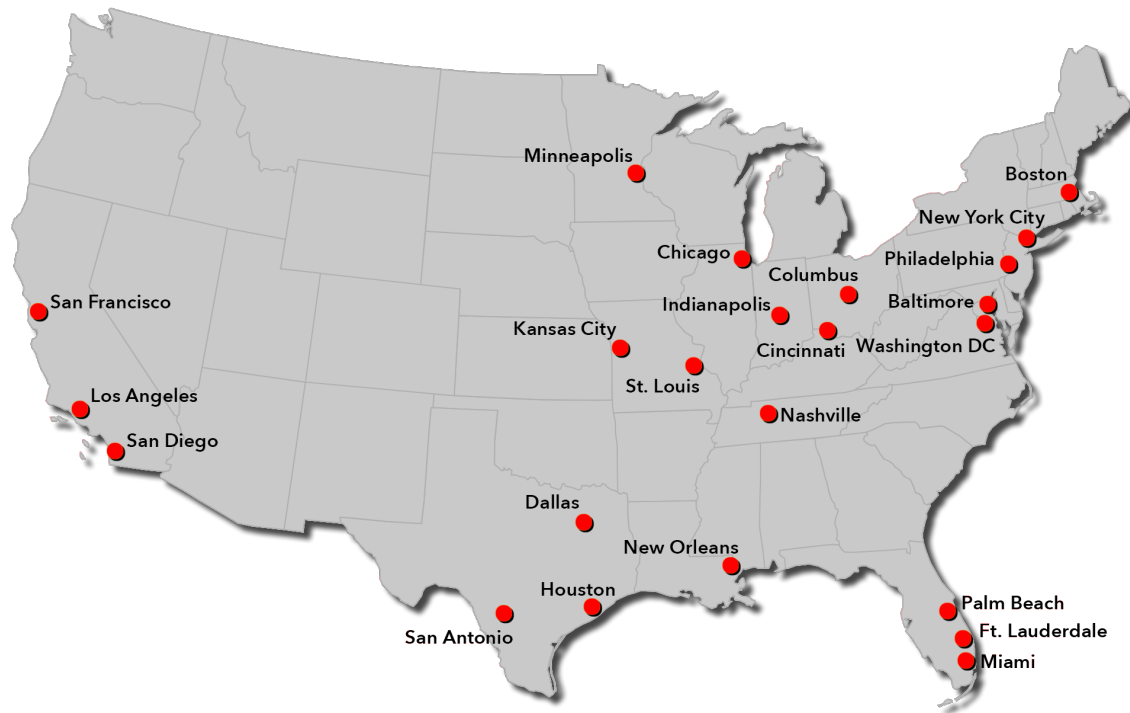 Minneapolis
Boston
New York City
Chicago
Philadelphia
Columbus
San Francisco
Indianapolis
Baltimore
Kansas City
Cincinnati
Washington DC
St. Louis
Los Angeles
Nashville
San Diego
Dallas
New Orleans
Houston
Palm Beach
Ft. Lauderdale
San Antonio
Miami